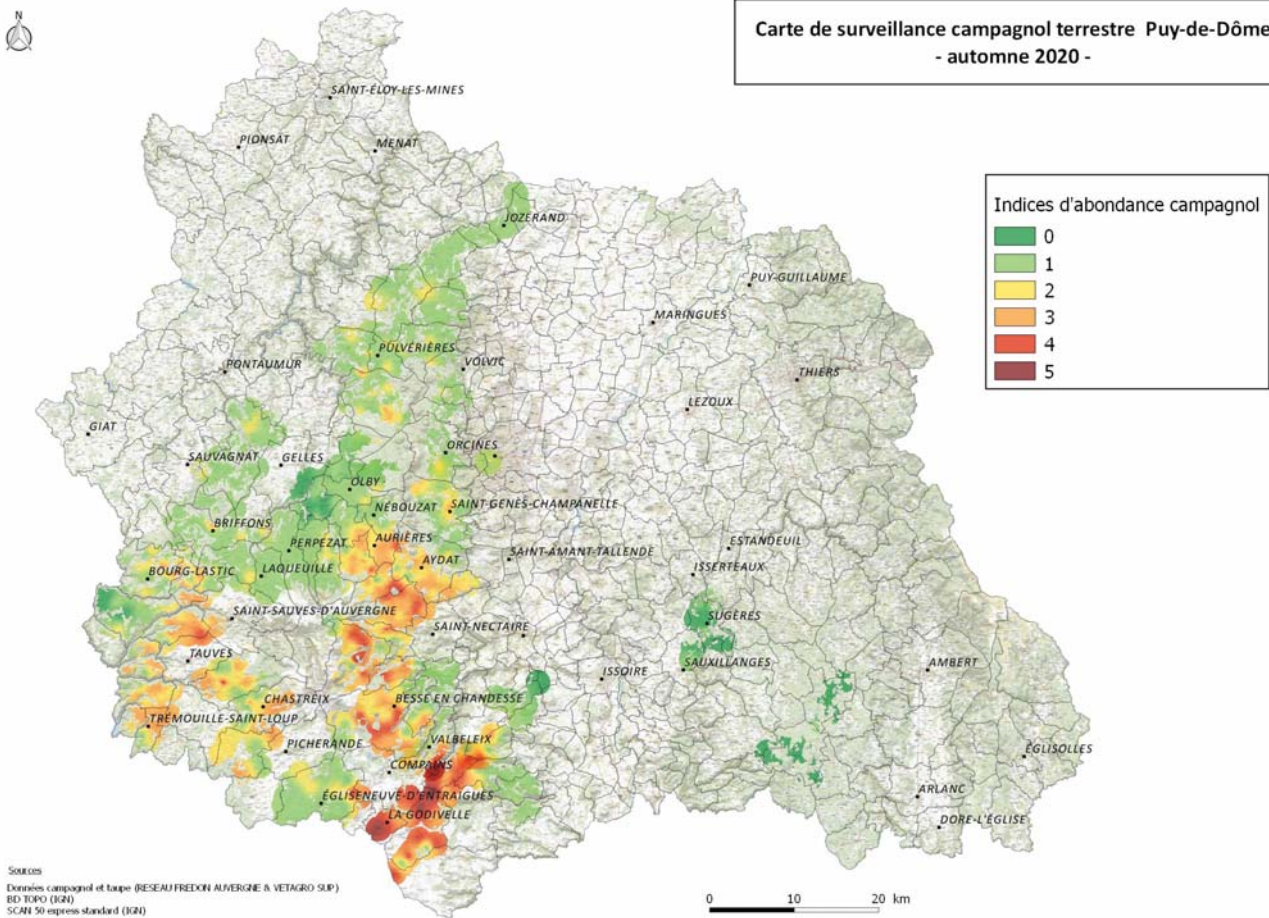 N
Carte de surveillance campagnol terrestre Puy-de-Dôme
- automne 2020 -
Indices d'abondance campagnol
0
1
2
3
4
5
SAINT-ÉLOY-LES-MINES
PIONSAT
MENAT
JOZERAND
PUY-GUILLAUME
MARINGUES
PULVÉRIÈRES
VOLVIC
PONTAUMUR
THIERS
LEZOUX
GIAT
ORCINES
SAUVAGNAT
GELLES
OLBY
NÉBOUZAT
SAINT-GENÈS-CHAMPANELLE
BRIFFONS
AURIÈRES
PERPEZAT
ESTANDEUIL
SAINT-AMANT-TALLENDE
AYDAT
BOURG-LASTIC
LAQUEUILLE
ISSERTEAUX
SAINT-SAUVES-D'AUVERGNE
SUGÈRES
SAINT-NECTAIRE
TAUVES
SAUXILLANGES
AMBERT
ISSOIRE
CHASTREIX
BESSE EN CHANDESSE
TRÉMOUILLE-SAINT-LOUP
PICHERANDE
VALBELEIX
ÉGLISOLLES
COMPAINS
ÉGLISENEUVE-D'ENTRAIGUES
ARLANC
LA GODIVELLE
DORE-L'ÉGLISE
Sources
Données campagnol et taupe (RESEAU FREDON AUVERGNE & VETAGRO SUP)
BD TOPO (IGN)
SCAN 50 express standard (IGN)
0 10 20 km